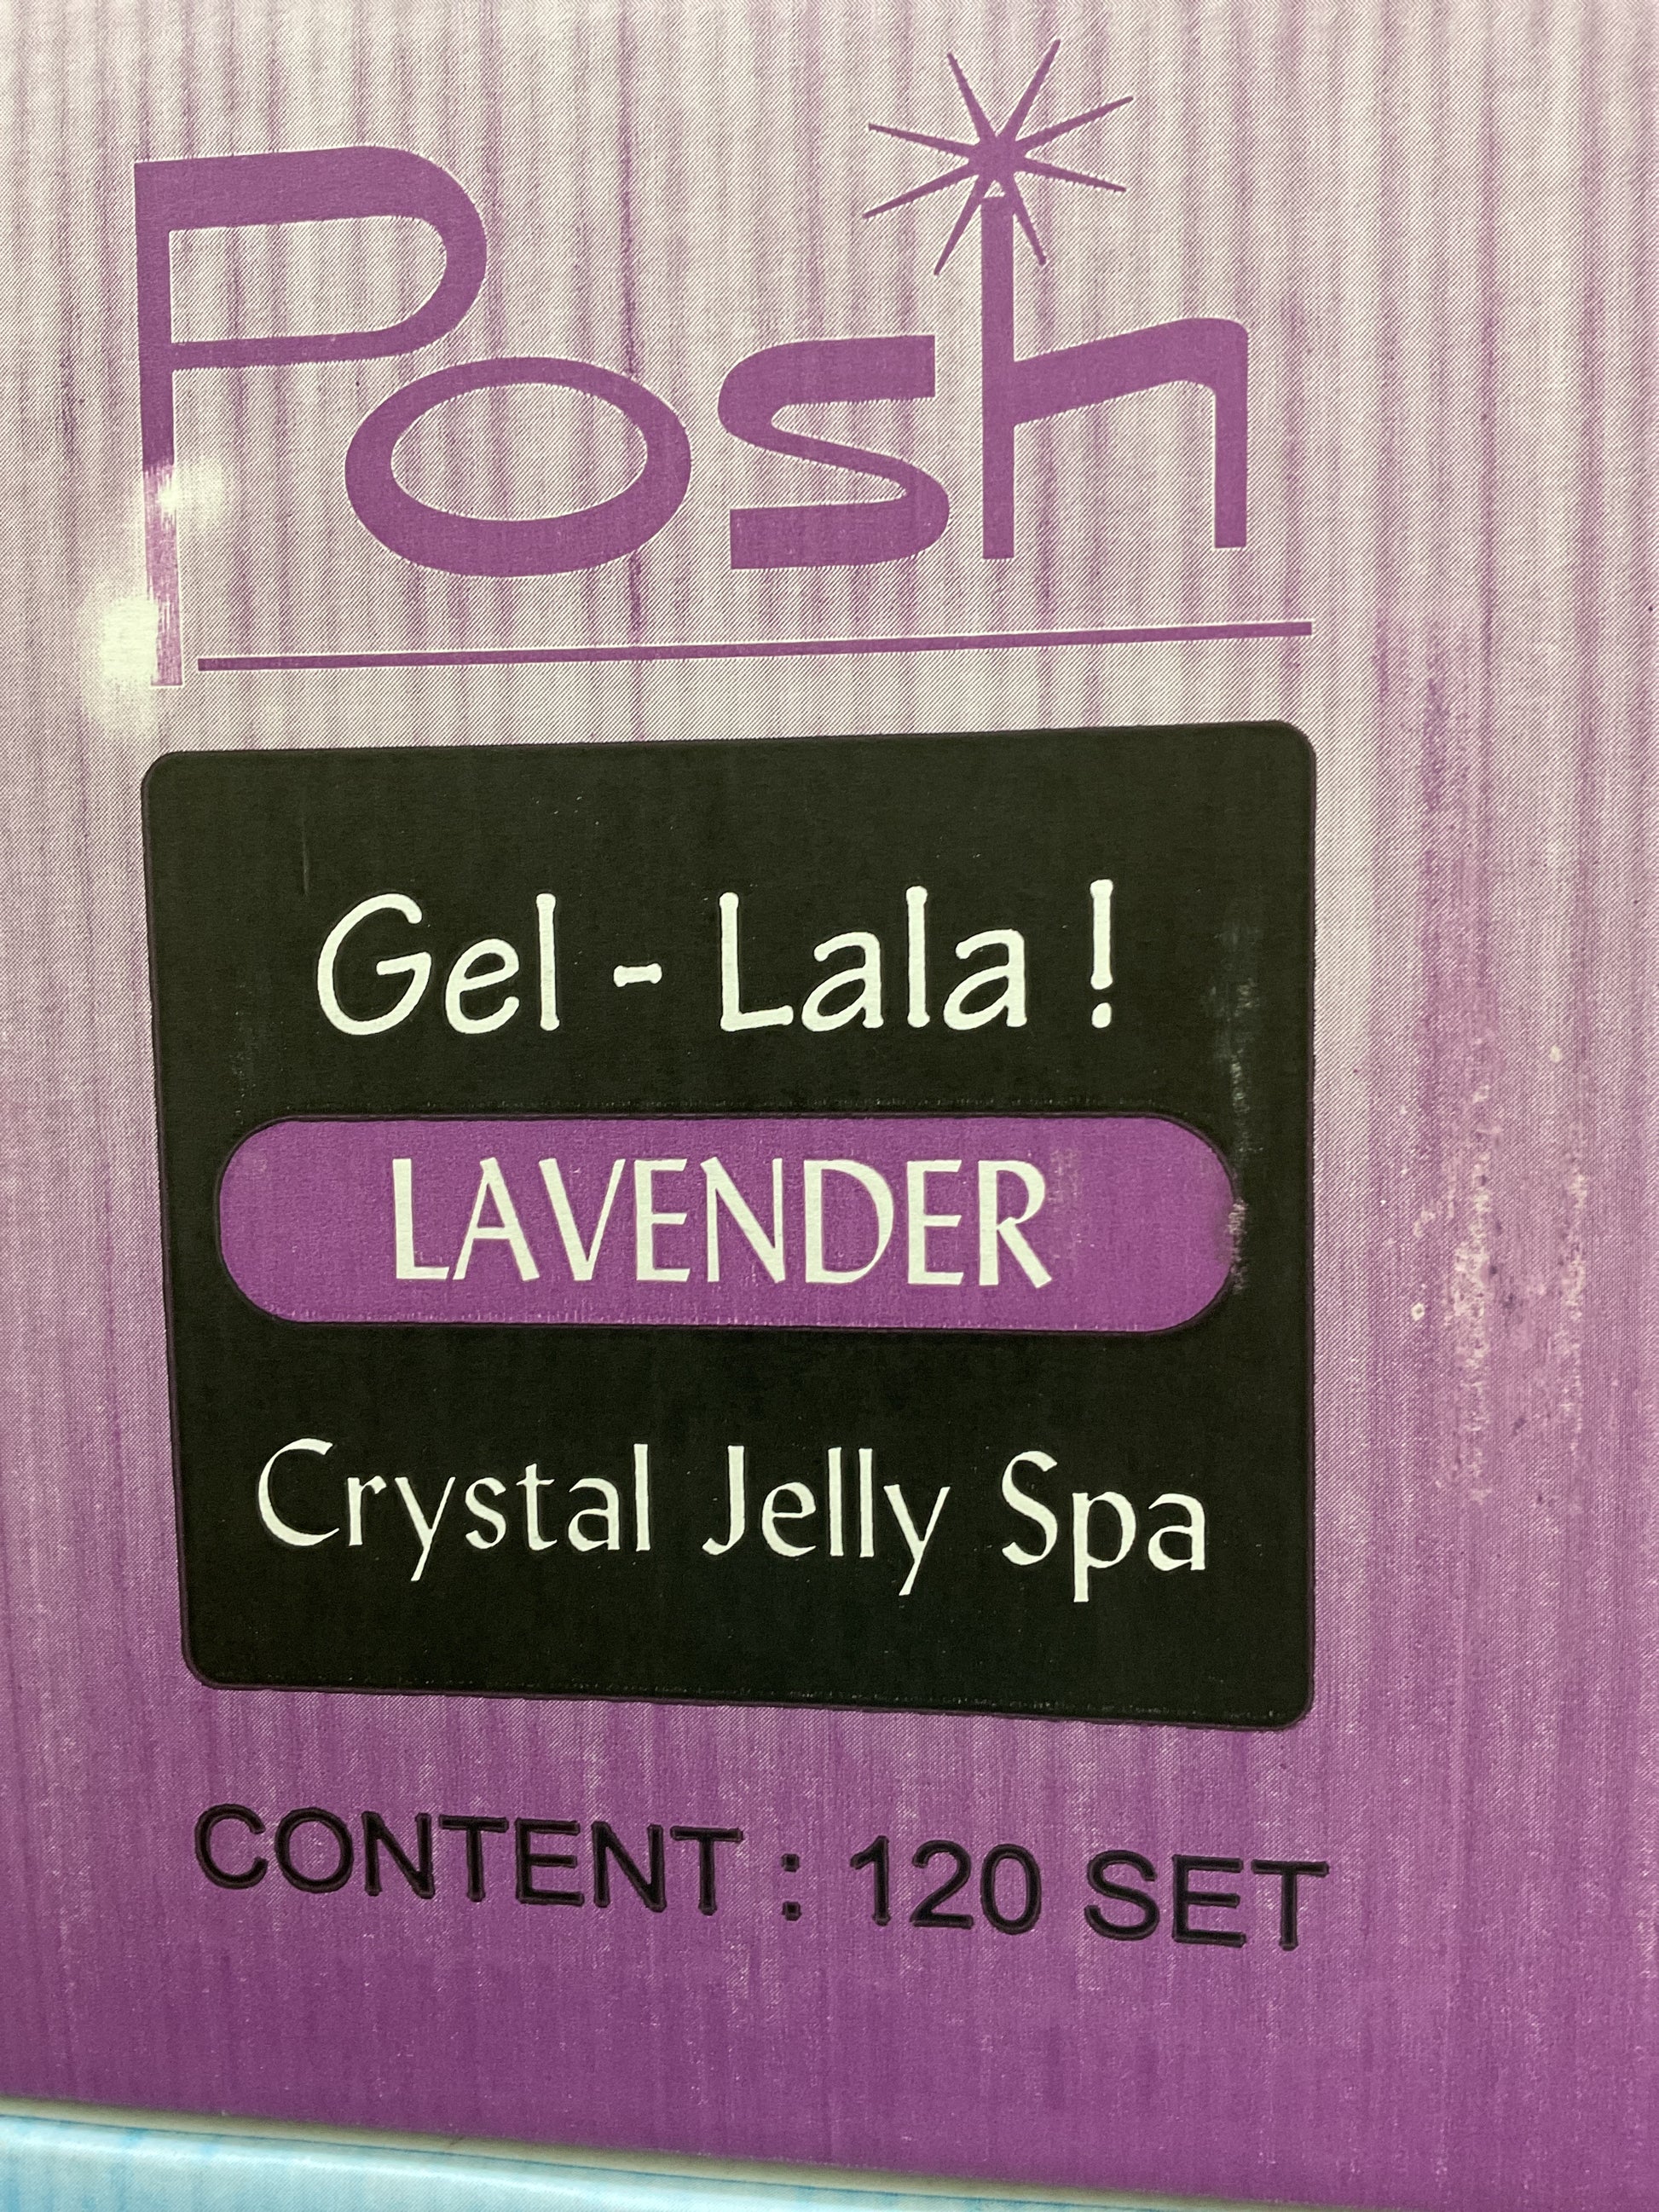 Posh
Gel - Lala !
LAVENDER
Crystal Jelly Spa
CONTENT : 120 SET